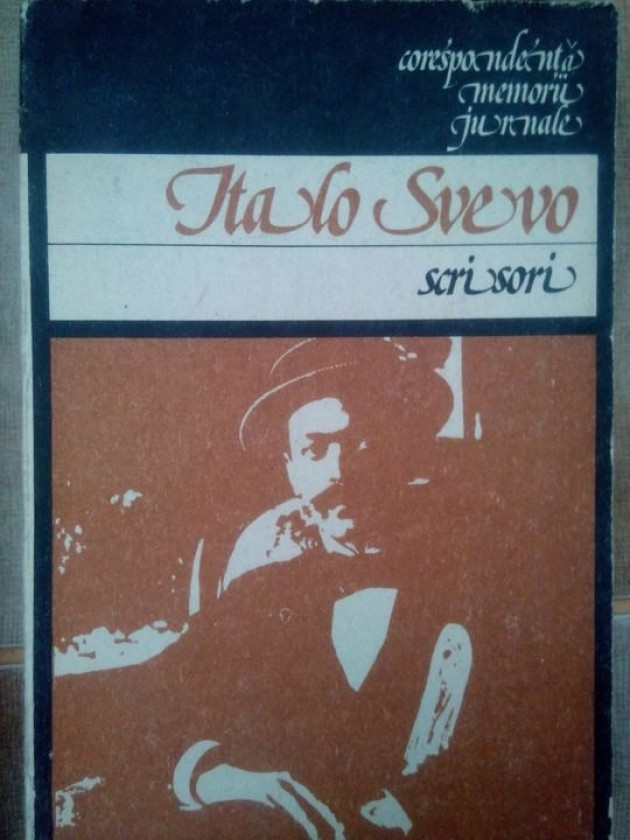 corespondență
memorii
jurnale
Italo Svevo
scrisori